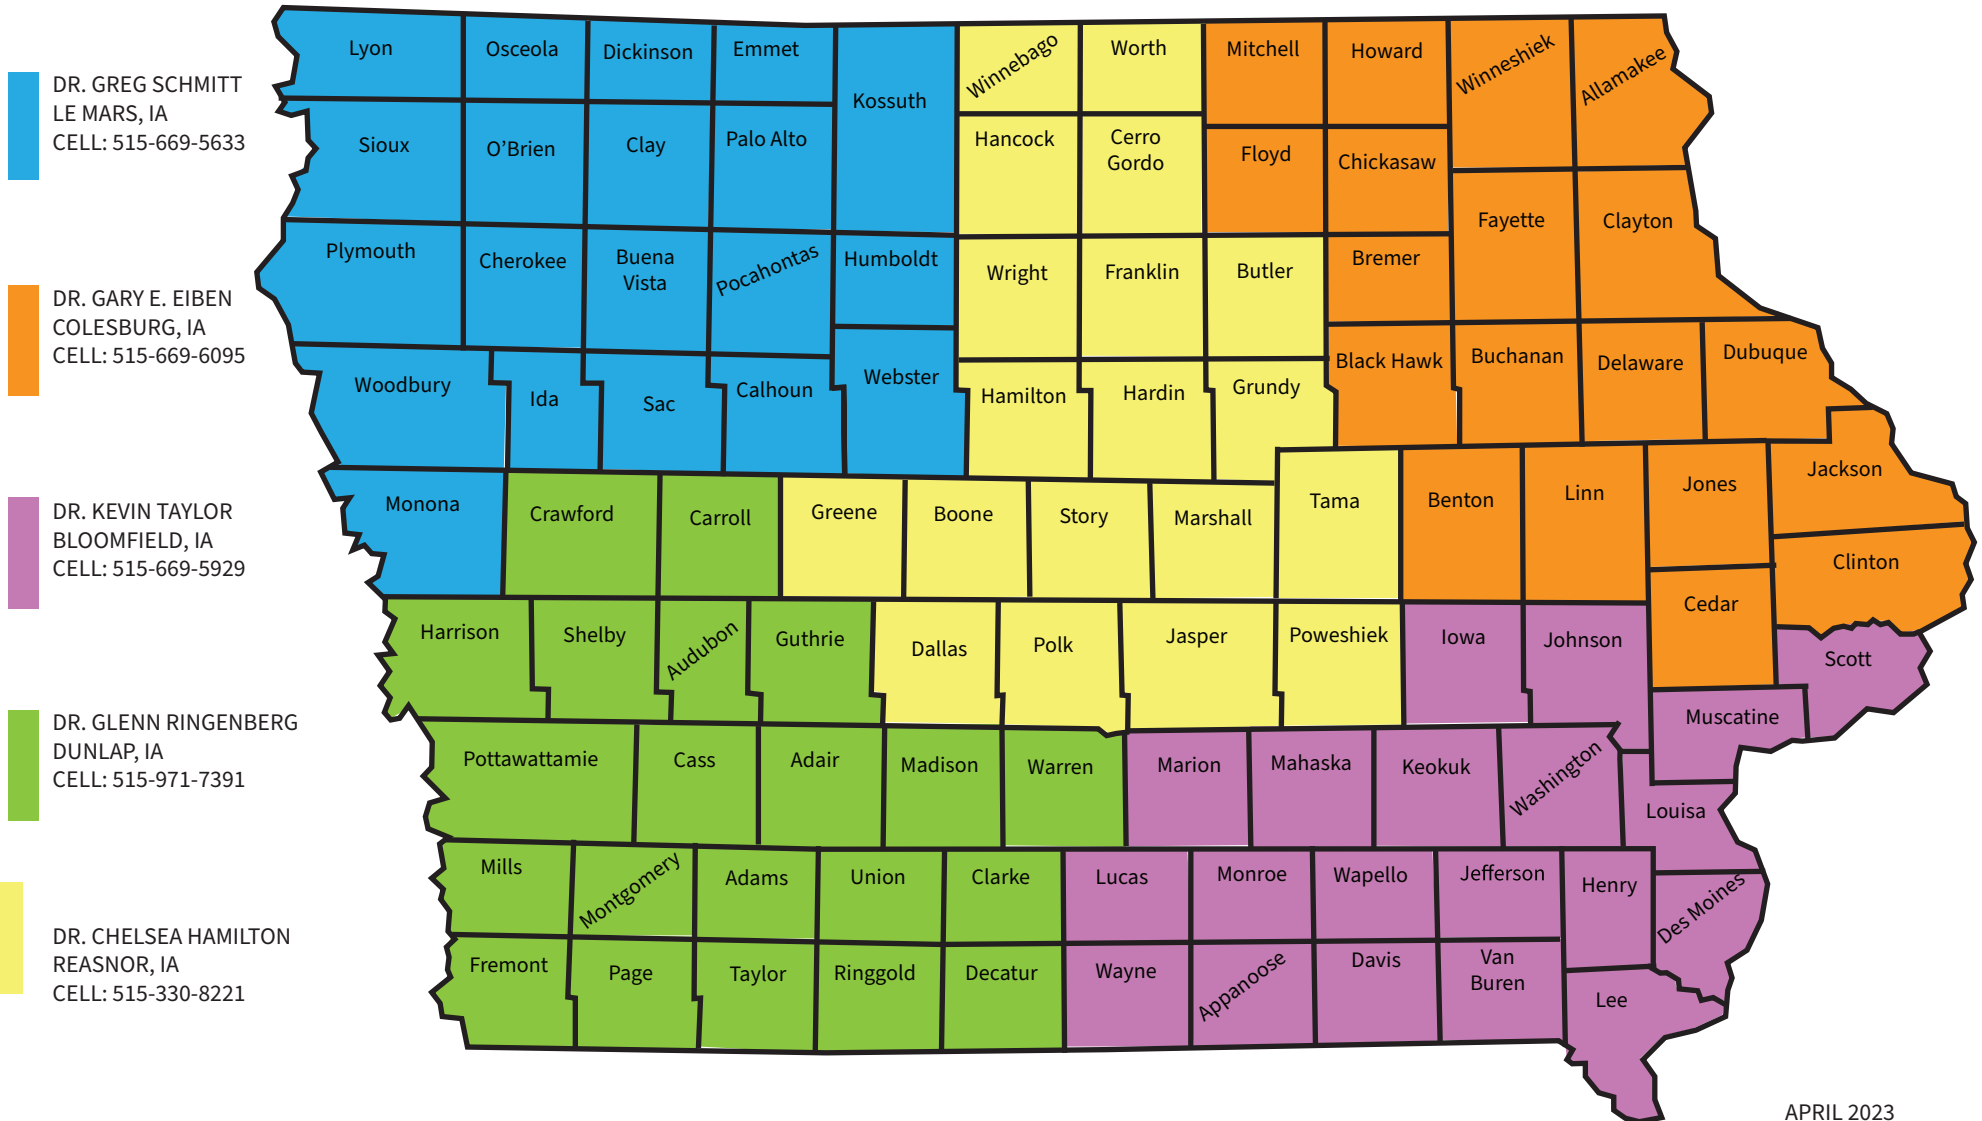 DR. GREG SCHMITT
LE MARS, IA
CELL: 515-669-5633
DR. GARY E. EIBEN
COLESBURG, IA
CELL: 515-669-6095
DR. KEVIN TAYLOR
BLOOMFIELD, IA
CELL: 515-669-5929
DR. GLENN RINGENBERG
DUNLAP, IA
CELL: 515-971-7391
DR. CHELSEA HAMILTON
REASNOR, IA
CELL: 515-330-8221
Lyon
Osceola
Dickinson
Emmet
Kossuth
Winnebago
Worth
Mitchell
Howard
Winneshiek
Allamakee
Sioux
O’Brien
Clay
Palo Alto
Hancock
Cerro
Gordo
Floyd
Chickasaw
Fayette
Clayton
Plymouth
Cherokee
Buena
Vista
Pocahontas
Humboldt
Wright
Franklin
Butler
Bremer
Woodbury
Ida
Sac
Calhoun
Webster
Hamilton
Hardin
Grundy
Black Hawk
Buchanan
Delaware
Dubuque
Monona
Crawford
Carroll
Greene
Boone
Story
Marshall
Tama
Benton
Linn
Jones
Jackson
Clinton
Cedar
Harrison
Shelby
Audubon
Guthrie
Dallas
Polk
Jasper
Poweshiek
Iowa
Johnson
Scott
Muscatine
Pottawattamie
Cass
Adair
Madison
Warren
Marion
Mahaska
Keokuk
Washington
Louisa
Mills
Montgomery
Adams
Union
Clarke
Lucas
Monroe
Wapello
Jefferson
Henry
Des Moines
Fremont
Page
Taylor
Ringgold
Decatur
Wayne
Appanoose
Davis
Van
Buren
Lee
APRIL 2023